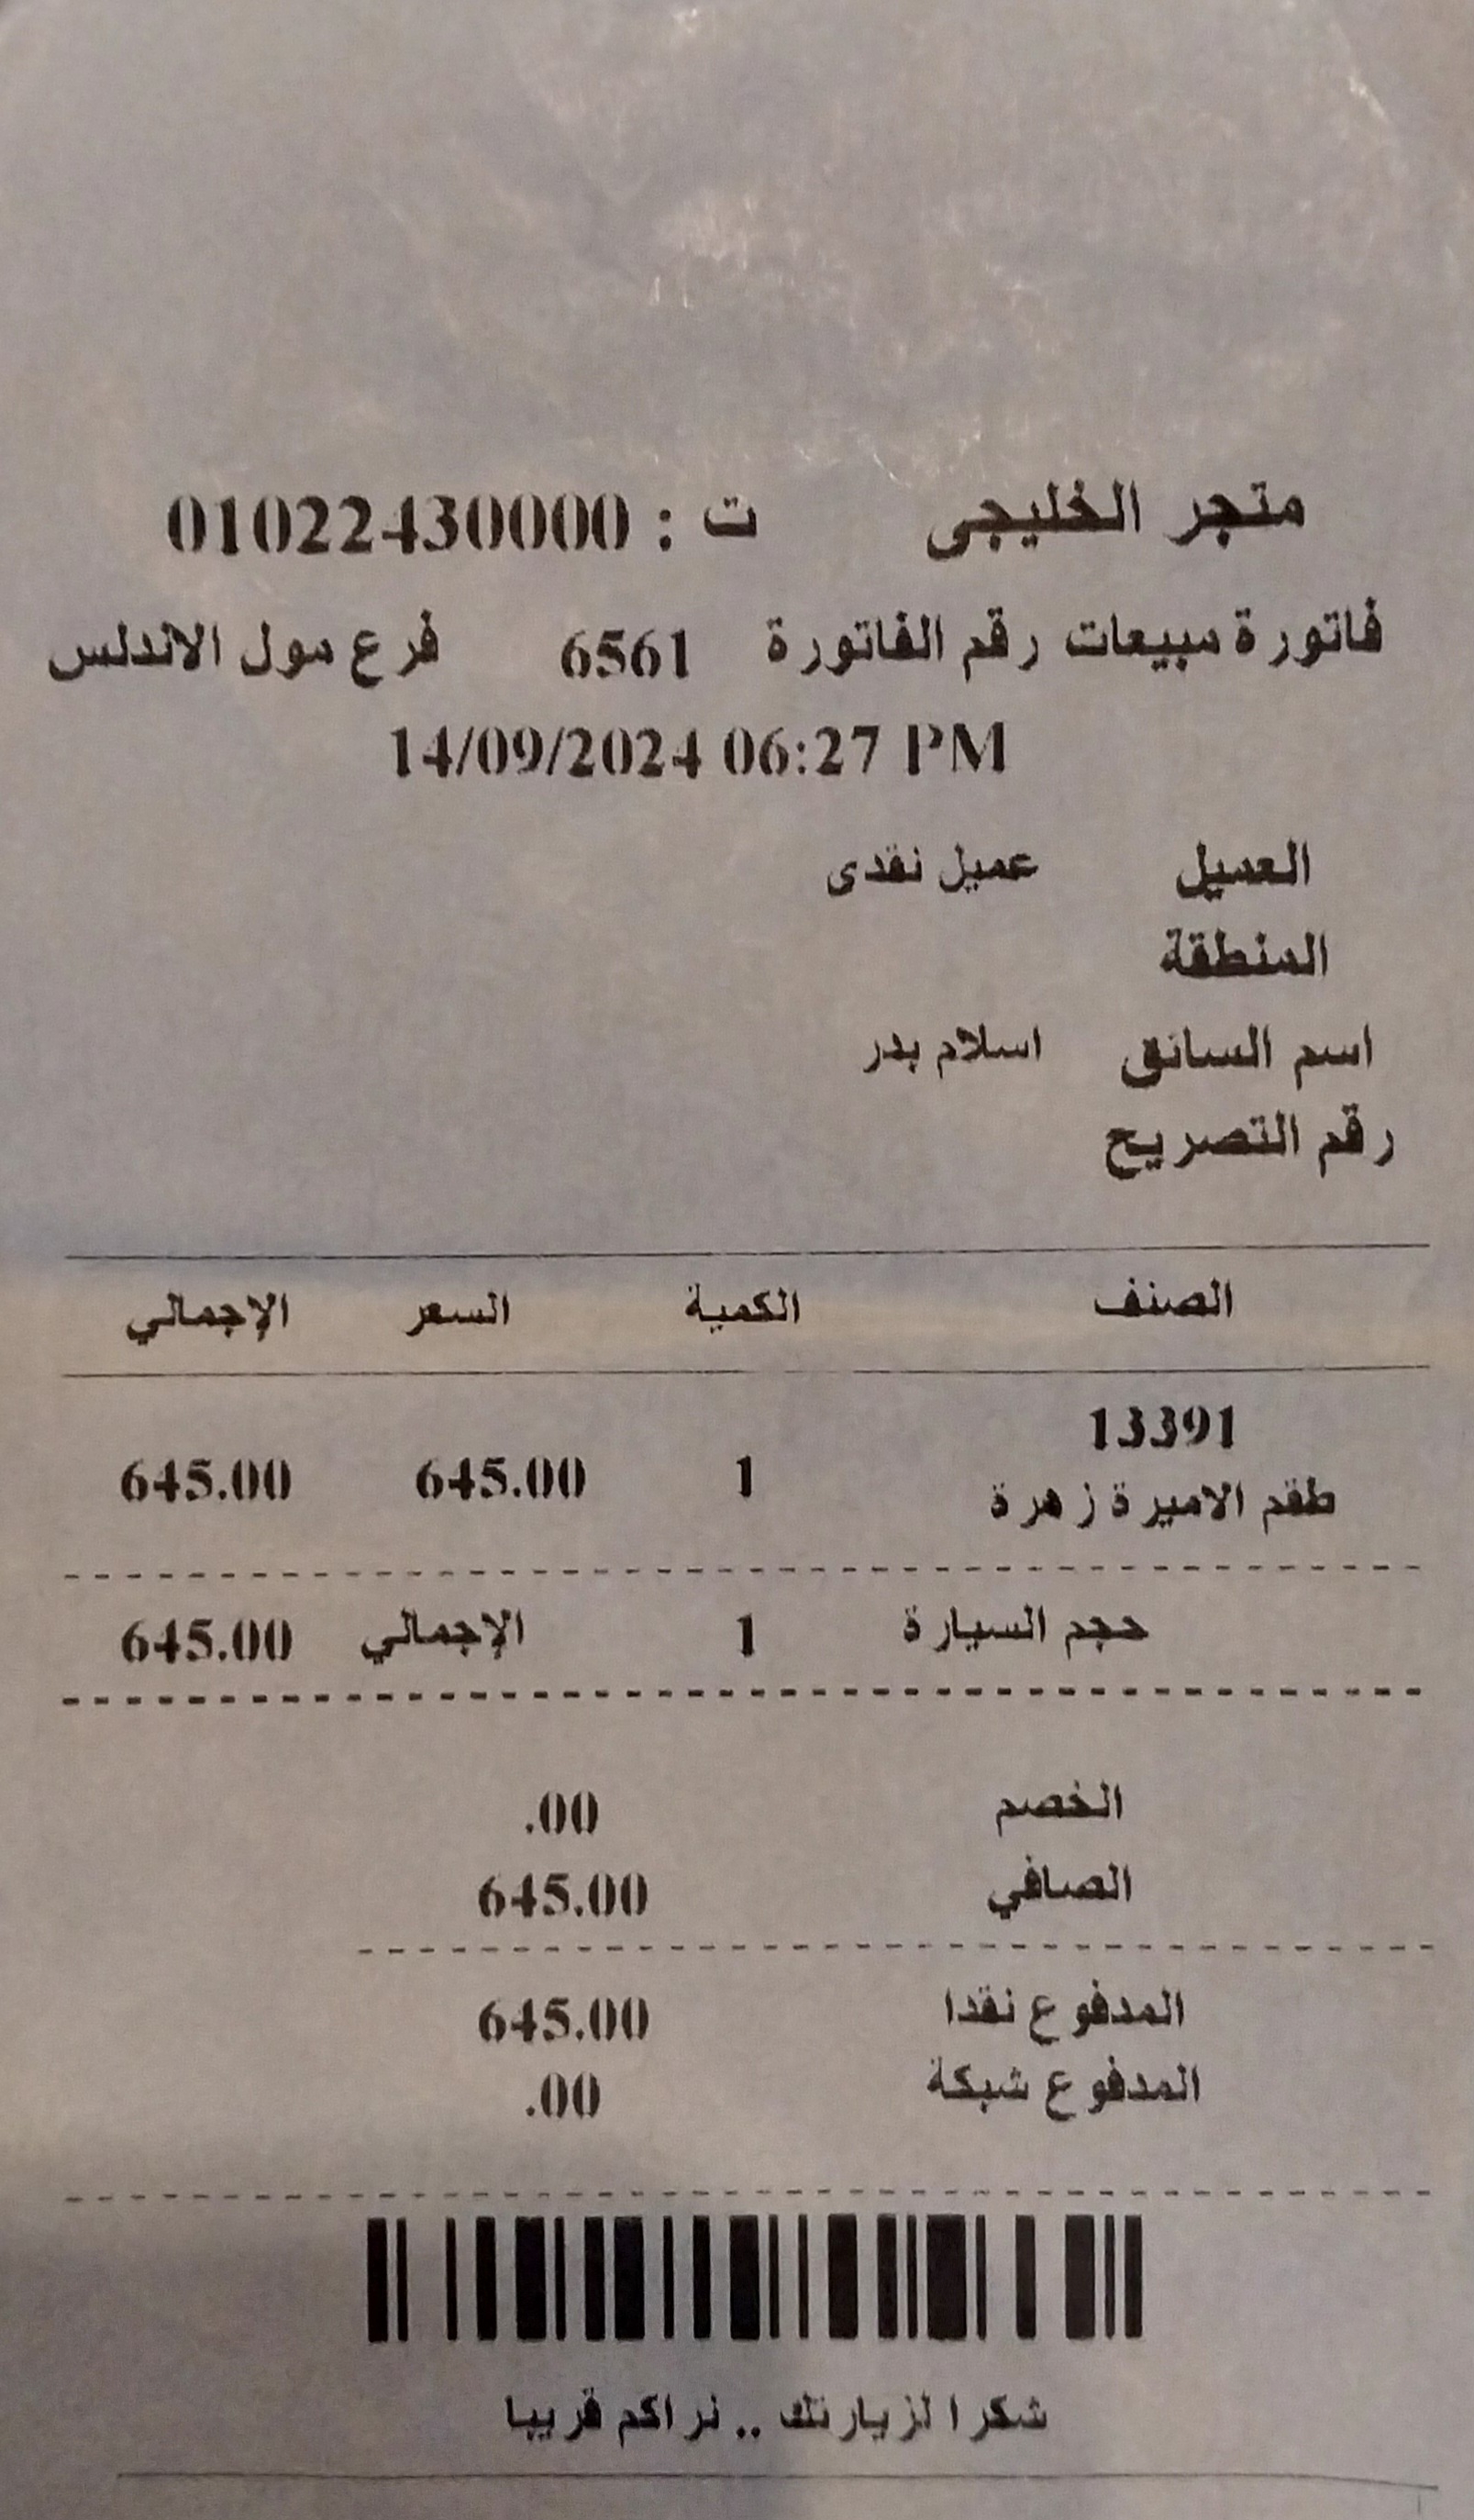 متجر الخليجى ت : 01022430000
فاتورة مبيعات رقم الفاتورة 6561 فرع مول الاندلس
14/09/2024 06:27 PM
العميل عميل نقدى
المنطقة
اسم السائق اسلام بدر
رقم التصريح
الصنف الكمية السعر الإجمالي
13391
طقم الاميرة زهرة 1 645.00 645.00
حجم السيارة 1 الإجمالي 645.00
الخصم .00
الصافي 645.00
المدفوع نقدا 645.00
المدفوع شبكة .00
شكرا لزيارتك .. نراكم قريبا